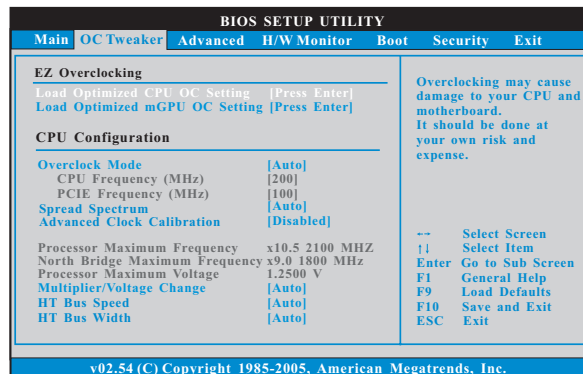 BIOS SETUP UTILITY
Main OC Tweaker Advanced H/W Monitor Boot Security Exit
EZ Overclocking
Load Optimized CPU OC Setting [Press Enter]
Load Optimized mGPU OC Setting [Press Enter]
CPU Configuration
Overclock Mode [Auto]
CPU Frequency (MHz) [200]
PCIE Frequency (MHz) [100]
Spread Spectrum [Auto]
Advanced Clock Calibration [Disabled]
Processor Maximum Frequency x10.5 2100 MHZ
North Bridge Maximum Frequency x9.0 1800 MHz
Processor Maximum Voltage 1.2500 V
Multiplier/Voltage Change [Auto]
HT Bus Speed [Auto]
HT Bus Width [Auto]
Overclocking may cause
damage to your CPU and
motherboard.
It should be done at
your own risk and
expense.
←→ Select Screen
↑↓ Select Item
Enter Go to Sub Screen
F1 General Help
F9 Load Defaults
F10 Save and Exit
ESC Exit
v02.54 (C) Copyright 1985-2005, American Megatrends, Inc.